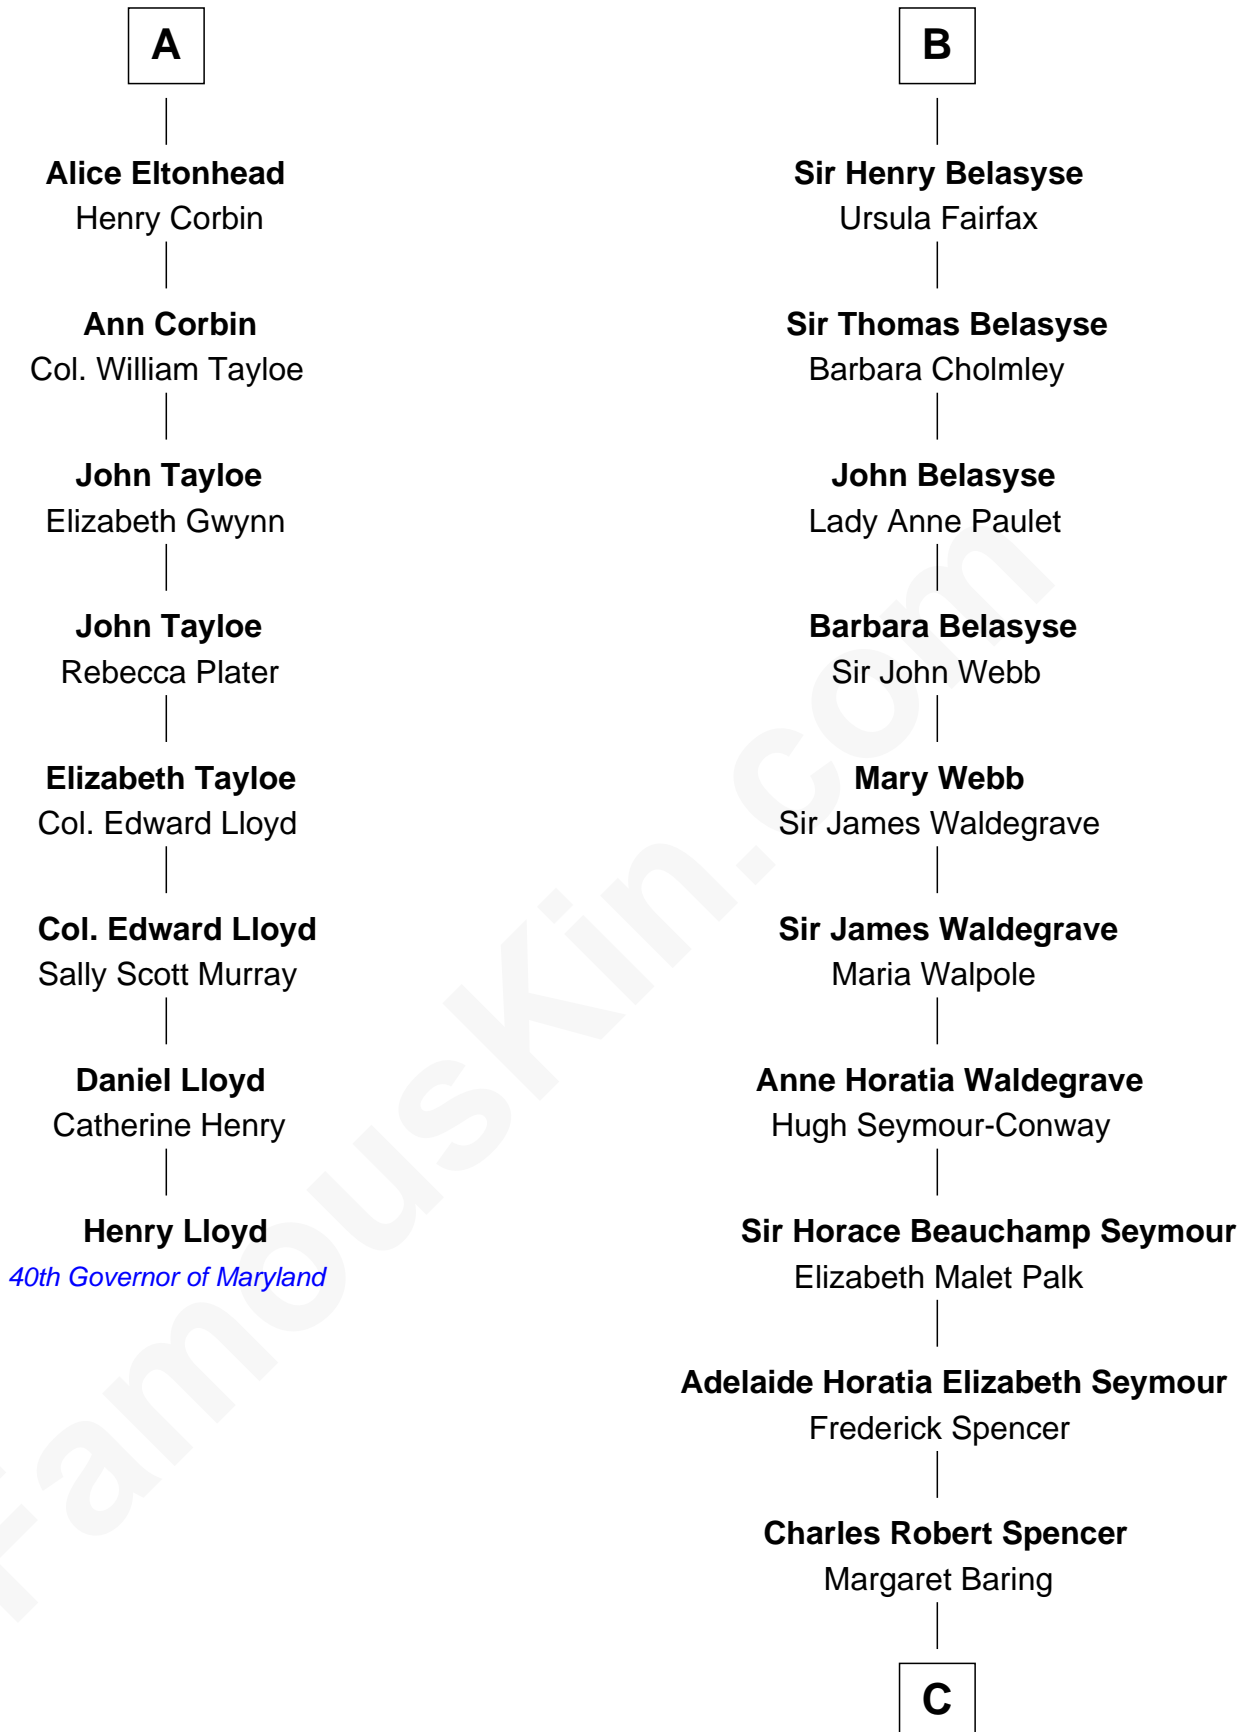 A
Alice Eltonhead
Henry Corbin
Ann Corbin
Col. William Tayloe
John Tayloe
Elizabeth Gwynn
John Tayloe
Rebecca Plater
Elizabeth Tayloe
Col. Edward Lloyd
Col. Edward Lloyd
Sally Scott Murray
Daniel Lloyd
Catherine Henry
Henry Lloyd
40th Governor of Maryland
B
Sir Henry Belasyse
Ursula Fairfax
Sir Thomas Belasyse
Barbara Cholmley
John Belasyse
Lady Anne Paulet
Barbara Belasyse
Sir John Webb
Mary Webb
Sir James Waldegrave
Sir James Waldegrave
Maria Walpole
Anne Horatia Waldegrave
Hugh Seymour-Conway
Sir Horace Beauchamp Seymour
Elizabeth Malet Palk
Adelaide Horatia Elizabeth Seymour
Frederick Spencer
Charles Robert Spencer
Margaret Baring
C
FamousKin.com